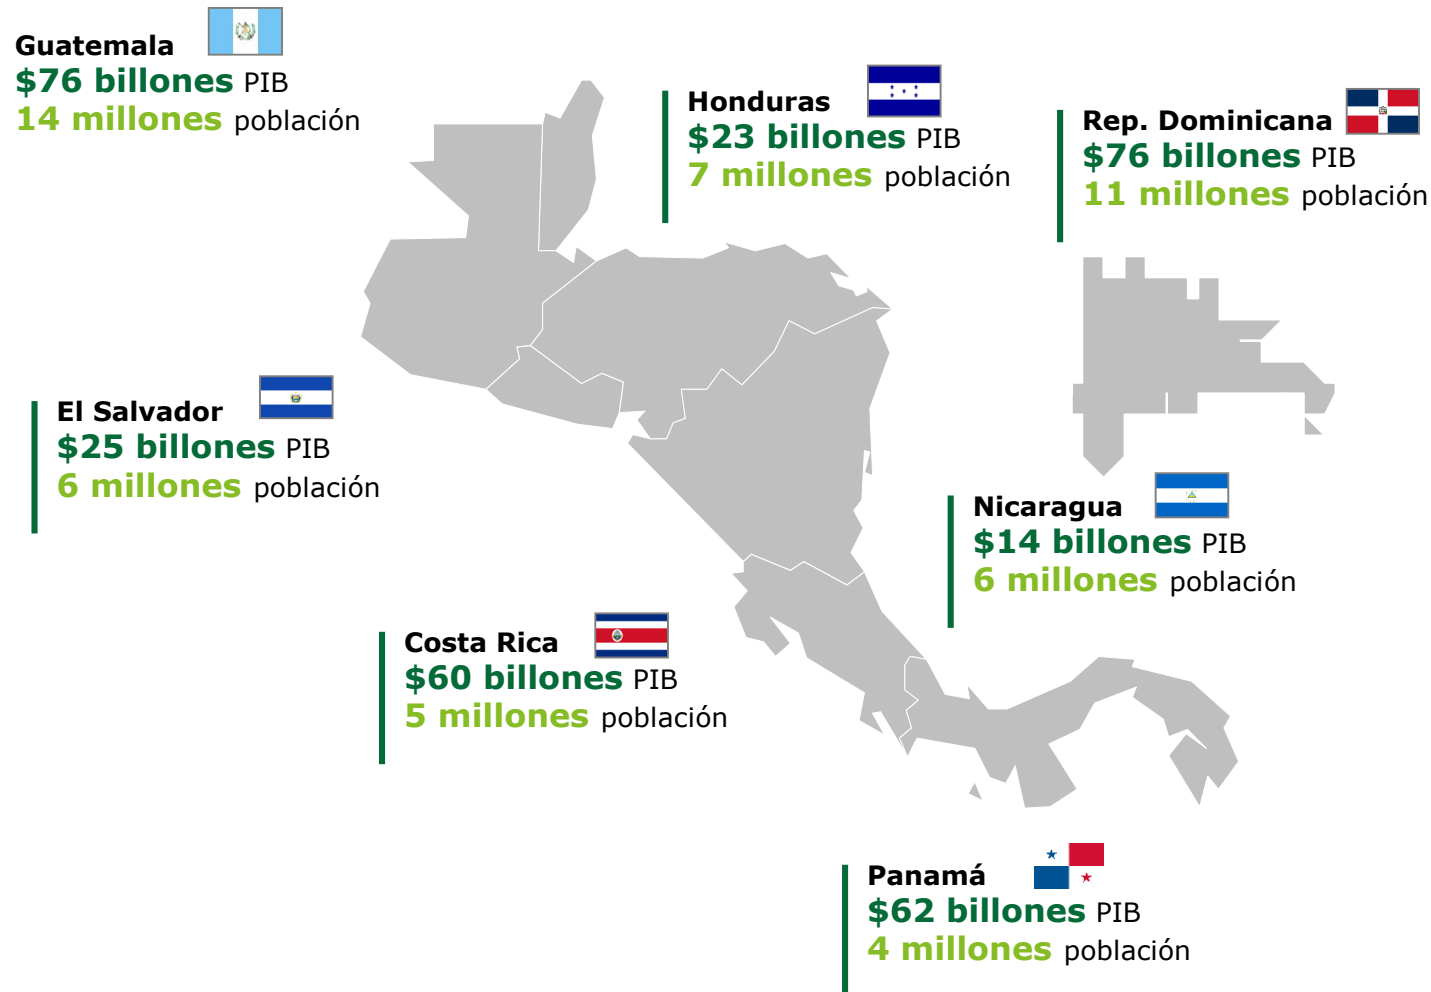 Guatemala
$76 billones PIB
14 millones población
Honduras
$23 billones PIB
7 millones población
Rep. Dominicana
$76 billones PIB
11 millones población
El Salvador
$25 billones PIB
6 millones población
Nicaragua
$14 billones PIB
6 millones población
Costa Rica
$60 billones PIB
5 millones población
Panamá
$62 billones PIB
4 millones población